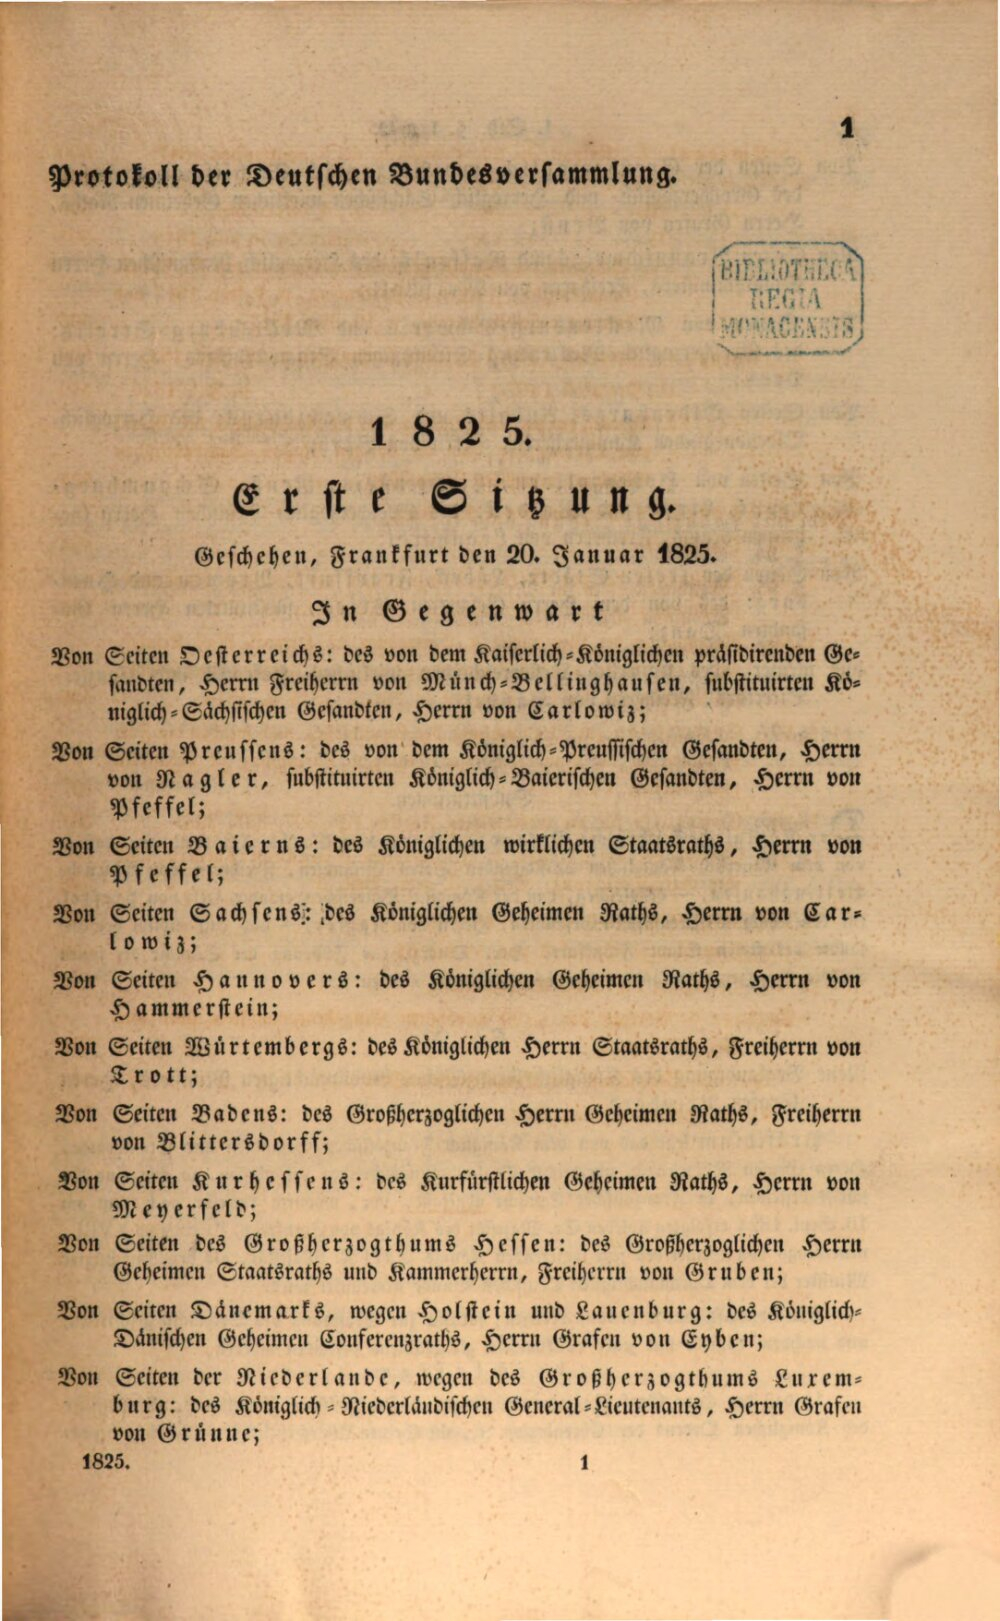 1
Protokoll der Deutschen Bundesversammlung.
BIBLIOTHECA
REGIA
MONACENSIS
1825.
Erste Sitzung.
Geschehen, Frankfurt den 20. Januar 1825.
In Gegenwart
Von Seiten Oesterreichs: des von dem Kaiserlich-Königlichen präsidirenden Ge-
sandten, Herrn Freiherrn von Münch-Bellinghausen, substituirten Kö-
niglich-Sächsischen Gesandten, Herrn von Carlowiz;
Von Seiten Preussens: des von dem Königlich-Preussischen Gesandten, Herrn
von Nagler, substituirten Königlich-Baierischen Gesandten, Herrn von
Pfeffel;
Von Seiten Baierns: des Königlichen wirklichen Staatsraths, Herrn von
Pfeffel;
Von Seiten Sachsens: des Königlichen Geheimen Raths, Herrn von Car-
lowiz;
Von Seiten Hannovers: des Königlichen Geheimen Raths, Herrn von
Hammerstein;
Von Seiten Würtembergs: des Königlichen Herrn Staatsraths, Freiherrn von
Trott;
Von Seiten Badens: des Großherzoglichen Herrn Geheimen Raths, Freiherrn
von Blittersdorff;
Von Seiten Kurhessens: des Kurfürstlichen Geheimen Raths, Herrn von
Meyerfeld;
Von Seiten des Großherzogthums Hessen: des Großherzoglichen Herrn
Geheimen Staatsraths und Kammerherrn, Freiherrn von Gruben;
Von Seiten Dänemarks, wegen Holstein und Lauenburg: des Königlich-
Dänischen Geheimen Conferenzraths, Herrn Grafen von Eyben;
Von Seiten der Niederlande, wegen des Großherzogthums Luxem-
burg: des Königlich-Niederländischen General-Lieutenants, Herrn Grafen
von Grünne;
1825. 1